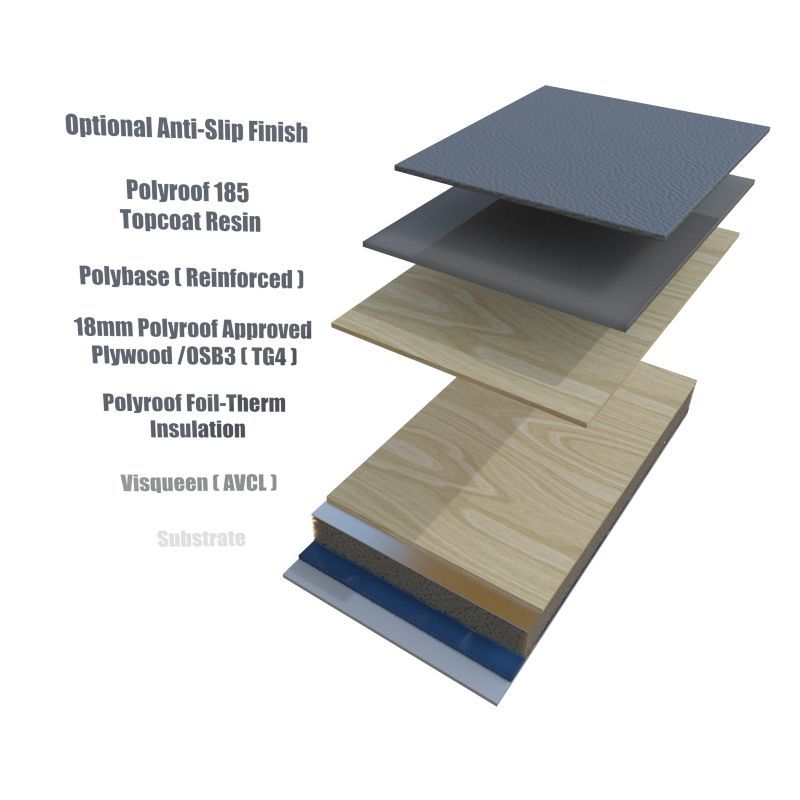 Optional Anti-Slip Finish
Polyroof 185
Topcoat Resin
Polybase ( Reinforced )
18mm Polyroof Approved
Plywood /OSB3 ( TG4 )
Polyroof Foil-Therm
Insulation
Visqueen ( AVCL )
Substrate